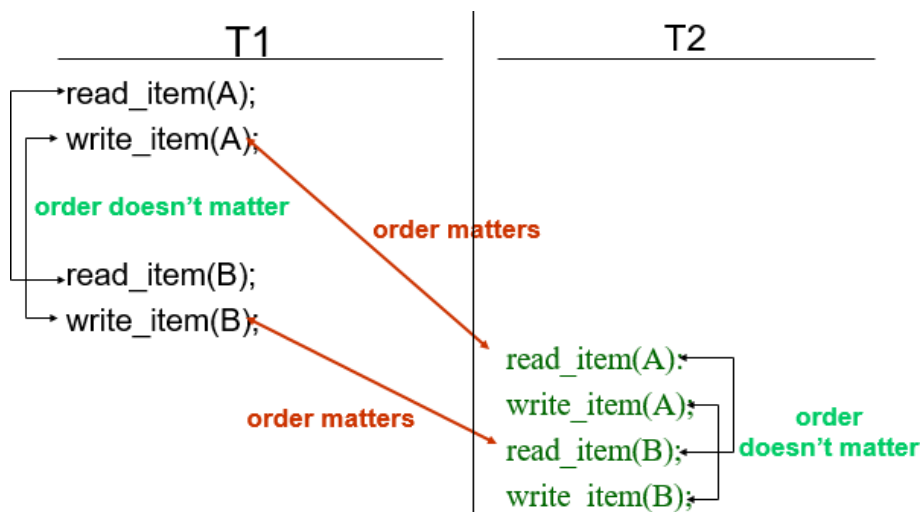 T1
T2
read_item(A);
write_item(A);
order doesn't matter
order matters
read_item(B);
write_item(B);
order matters
read_item(A):
write_item(A);
order
doesn't matter
read_item(B);
write_item(B);